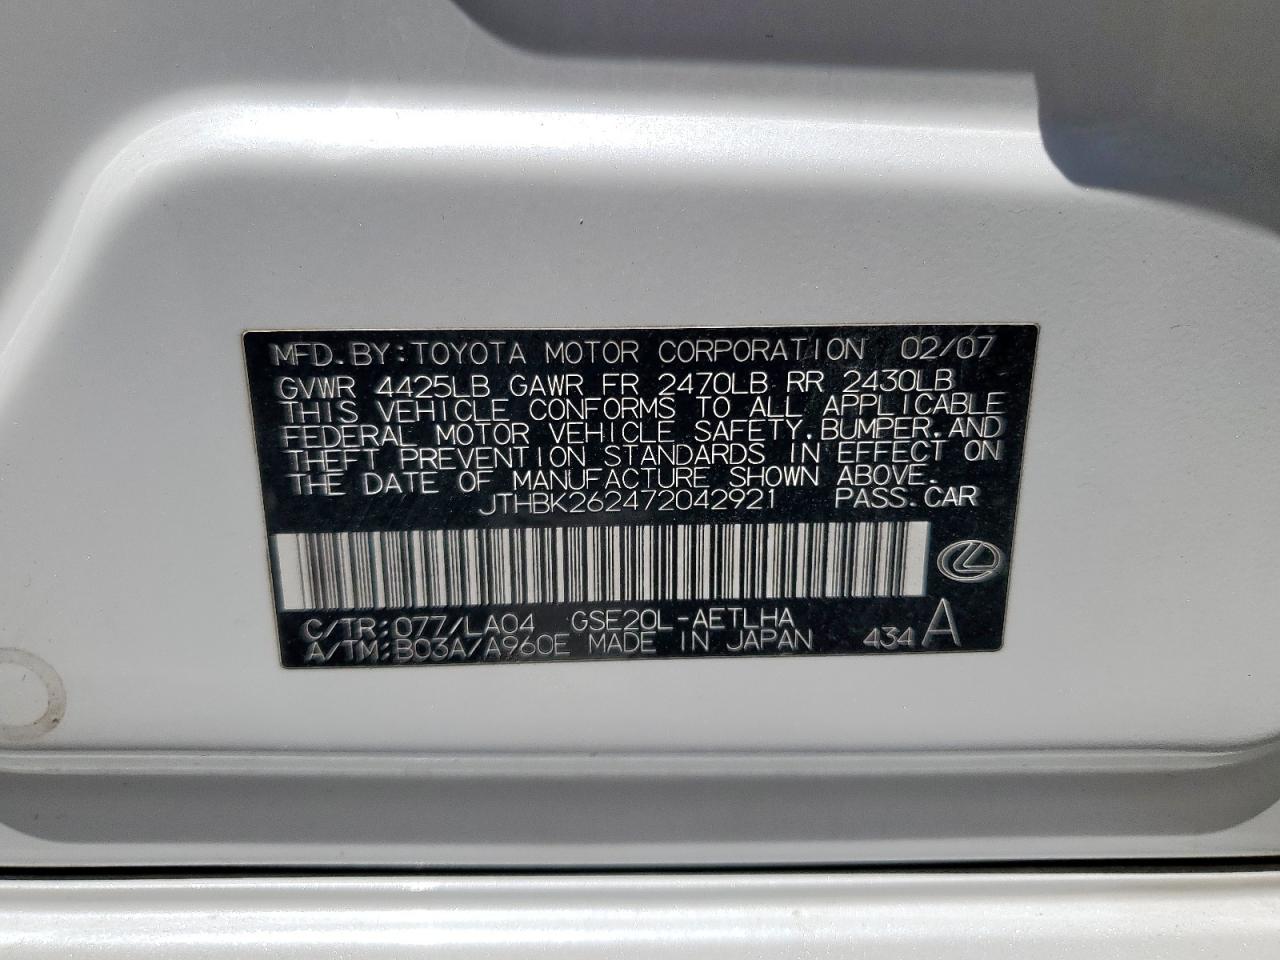 MFD. BY: TOYOTA MOTOR CORPORATION 02/07
GVWR 4425LB GAWR FR 2470LB RR 2430LB
THIS VEHICLE CONFORMS TO ALL APPLICABLE
FEDERAL MOTOR VEHICLE SAFETY, BUMPER, AND
THEFT PREVENTION STANDARDS IN EFFECT ON
THE DATE OF MANUFACTURE SHOWN ABOVE.
JTHBK262472042921 PASS. CAR
C/TR: 077/LA04 GSE20L-AETLHA
A/TM: B03A/A960E MADE IN JAPAN 434 A